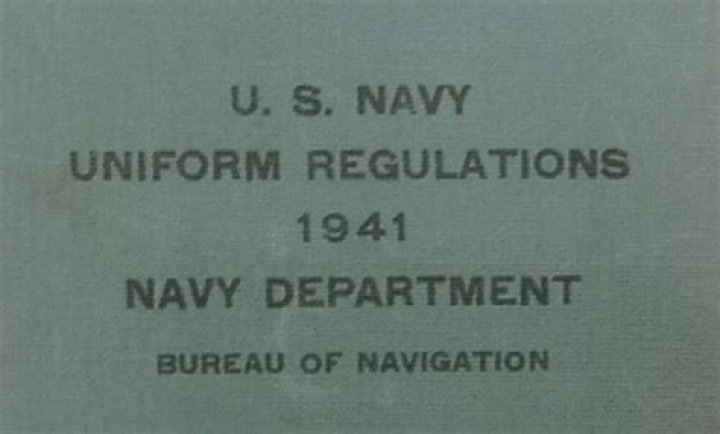 U. S. NAVY
UNIFORM REGULATIONS
1941
NAVY DEPARTMENT
BUREAU OF NAVIGATION